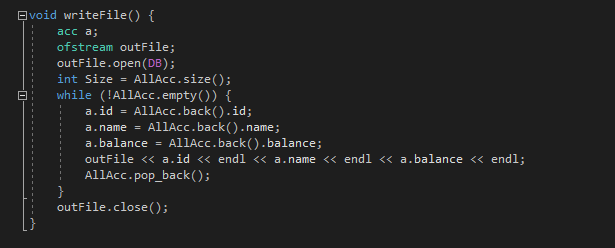 void writeFile() {
    acc a;
    ofstream outFile;
    outFile.open(DB);
    int Size = AllAcc.size();
    while (!AllAcc.empty()) {
        a.id = AllAcc.back().id;
        a.name = AllAcc.back().name;
        a.balance = AllAcc.back().balance;
        outFile << a.id << endl << a.name << endl << a.balance << endl;
        AllAcc.pop_back();
    }
    outFile.close();
}